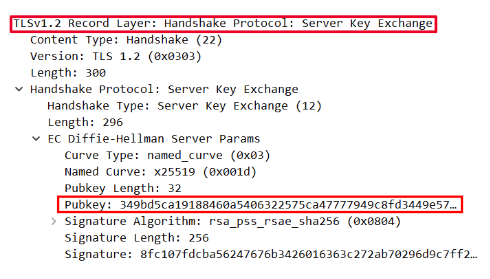 TLSv1.2 Record Layer: Handshake Protocol: Server Key Exchange
Content Type: Handshake (22)
Version: TLS 1.2 (0x0303)
Length: 300
Handshake Protocol: Server Key Exchange
Handshake Type: Server Key Exchange (12)
Length: 296
EC Diffie-Hellman Server Params
Curve Type: named_curve (0x03)
Named Curve: x25519 (0x001d)
Pubkey Length: 32
Pubkey: 349bd5ca19188460a5406322575ca47777949c8fd3449e57…
Signature Algorithm: rsa_pss_rsae_sha256 (0x0804)
Signature Length: 256
Signature: 8fc107fdcba56247676b3426016363c272ab70296d9c7ff2…